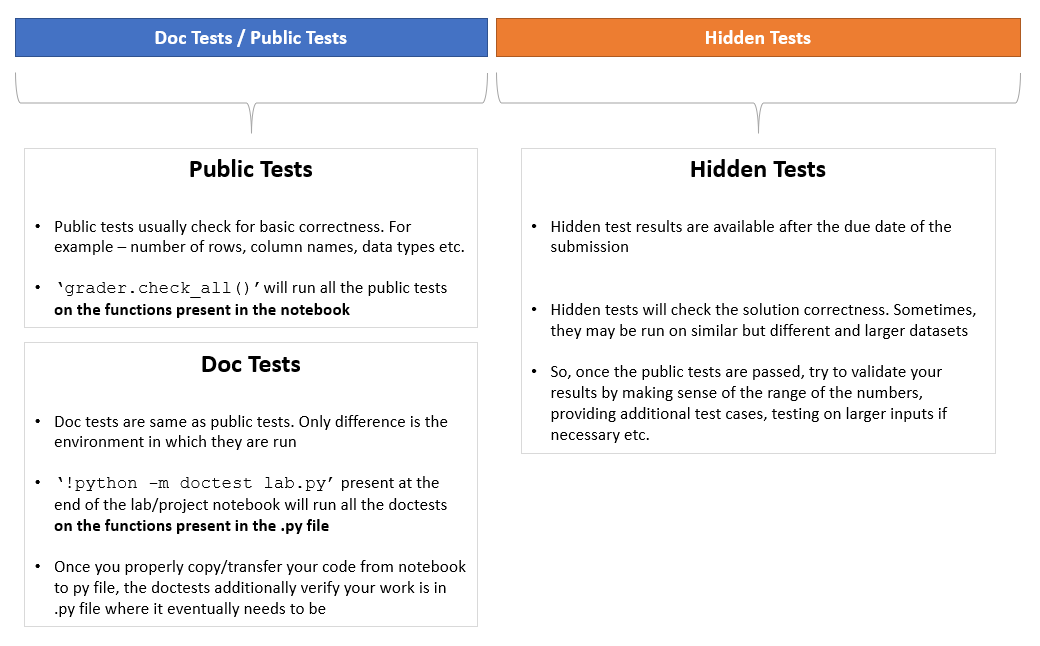 Doc Tests / Public Tests
Hidden Tests
Public Tests
• Public tests usually check for basic correctness. For
example – number of rows, column names, data types etc.
• ‘grader.check_all()’ will run all the public tests
on the functions present in the notebook
Doc Tests
• Doc tests are same as public tests. Only difference is the
environment in which they are run
• ‘!python –m doctest lab.py’ present at the
end of the lab/project notebook will run all the doctests
on the functions present in the .py file
• Once you properly copy/transfer your code from notebook
to py file, the doctests additionally verify your work is in
.py file where it eventually needs to be
Hidden Tests
• Hidden test results are available after the due date of the
submission
• Hidden tests will check the solution correctness. Sometimes,
they may be run on similar but different and larger datasets
• So, once the public tests are passed, try to validate your
results by making sense of the range of the numbers,
providing additional test cases, testing on larger inputs if
necessary etc.